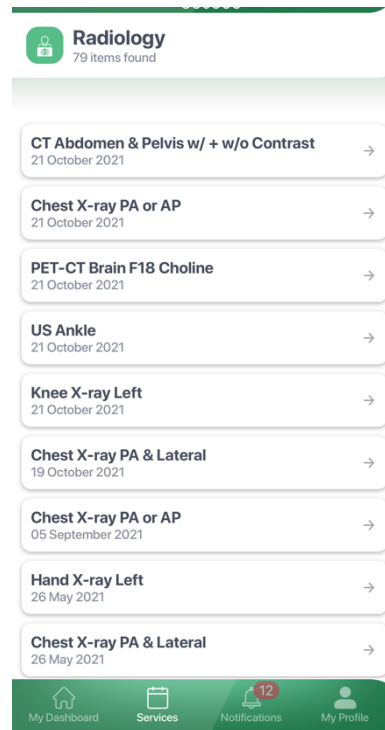 Radiology
79 items found
CT Abdomen & Pelvis w/ + w/o Contrast
21 October 2021
Chest X-ray PA or AP
21 October 2021
PET-CT Brain F18 Choline
21 October 2021
US Ankle
21 October 2021
Knee X-ray Left
21 October 2021
Chest X-ray PA & Lateral
19 October 2021
Chest X-ray PA or AP
05 September 2021
Hand X-ray Left
26 May 2021
Chest X-ray PA & Lateral
26 May 2021
12
My Dashboard Services Notifications My Profile